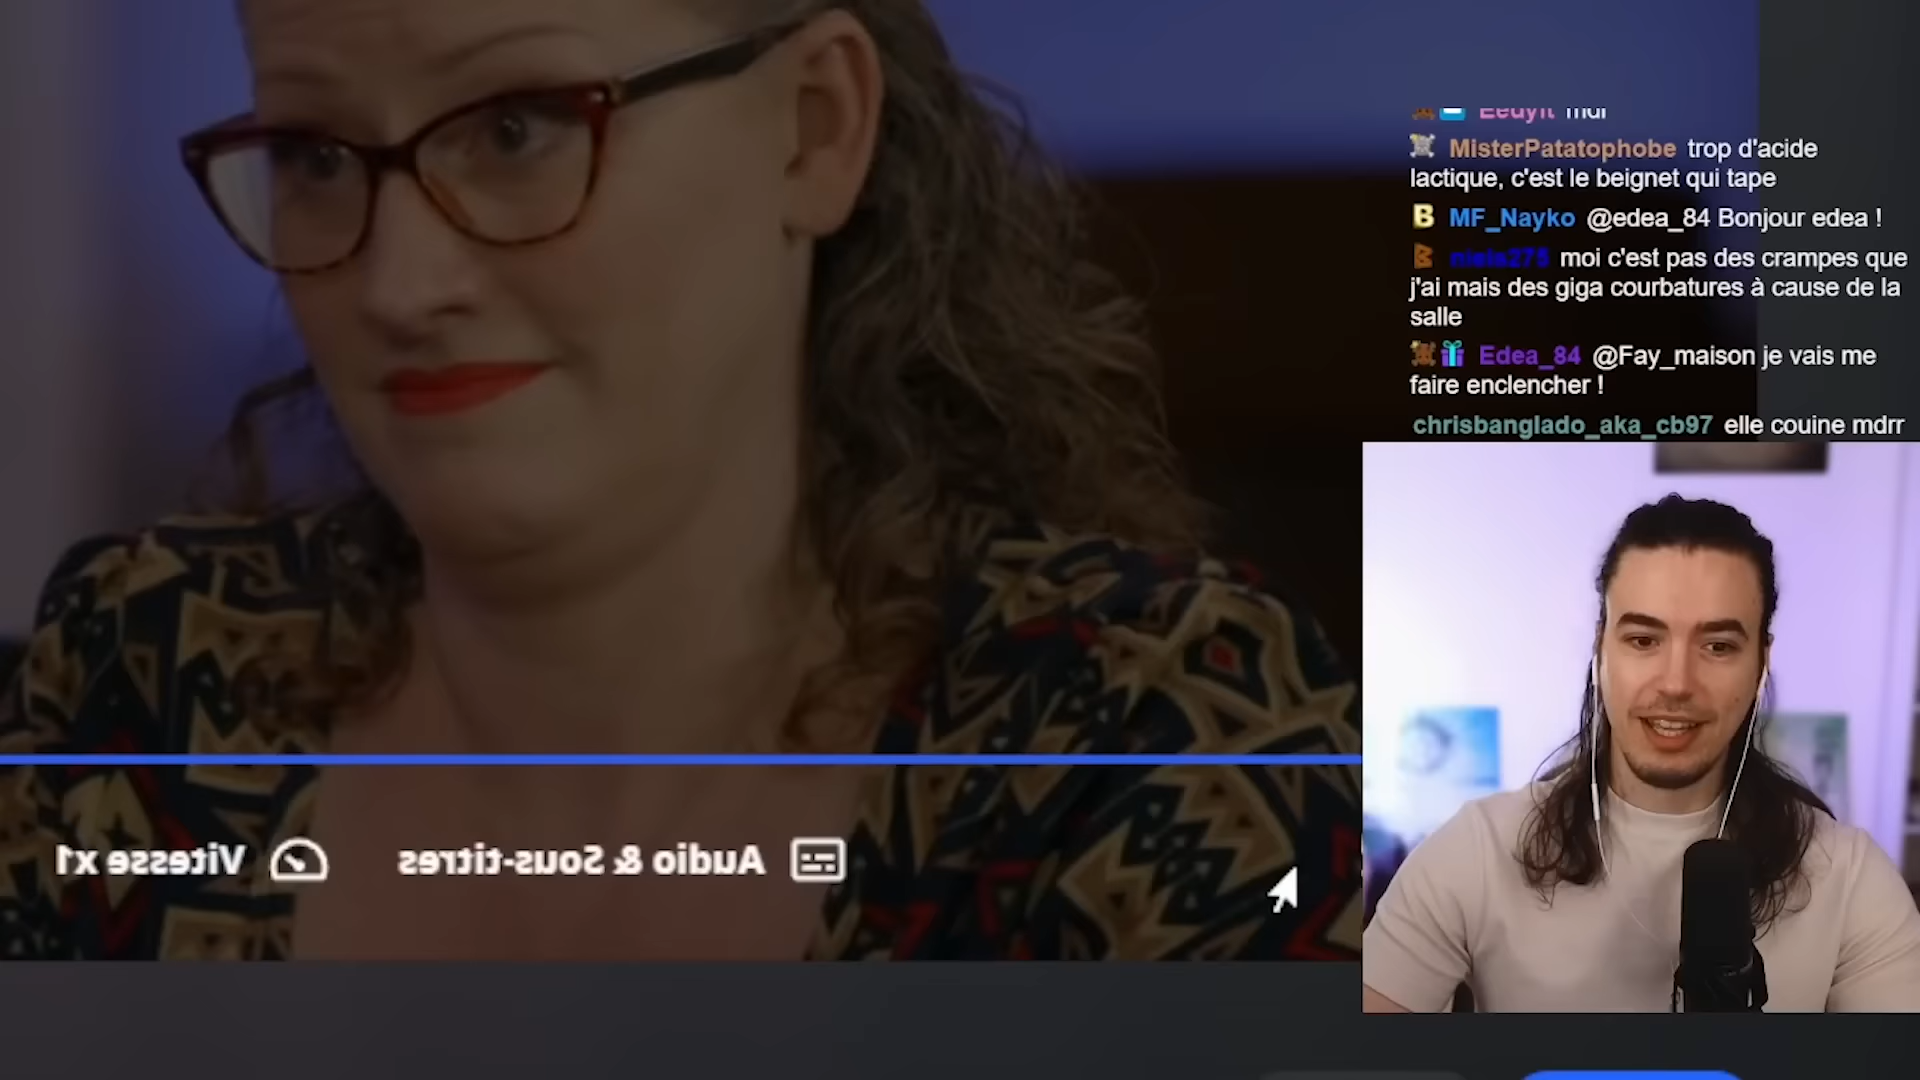 MisterPatatophobe trop d'acide
lactique, c'est le beignet qui tape
MF_Nayko @edea_84 Bonjour edea !
niels275 moi c'est pas des crampes que
j'ai mais des giga courbatures à cause de la
salle
Edea_84 @Fay_maison je vais me
faire enclencher !
chrisbanglado_aka_cb97 elle couine mdrr
Vitesse x1
Audio & Sous-titres